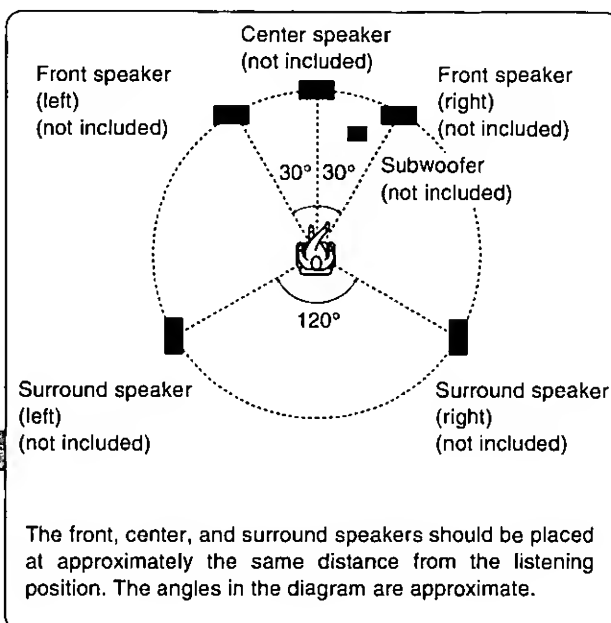 Center speaker
(not included)
Front speaker
(left)
(not included)
Front speaker
(right)
(not included)
30° 30°
Subwoofer
(not included)
120°
Surround speaker
(left)
(not included)
Surround speaker
(right)
(not included)
The front, center, and surround speakers should be placed
at approximately the same distance from the listening
position. The angles in the diagram are approximate.